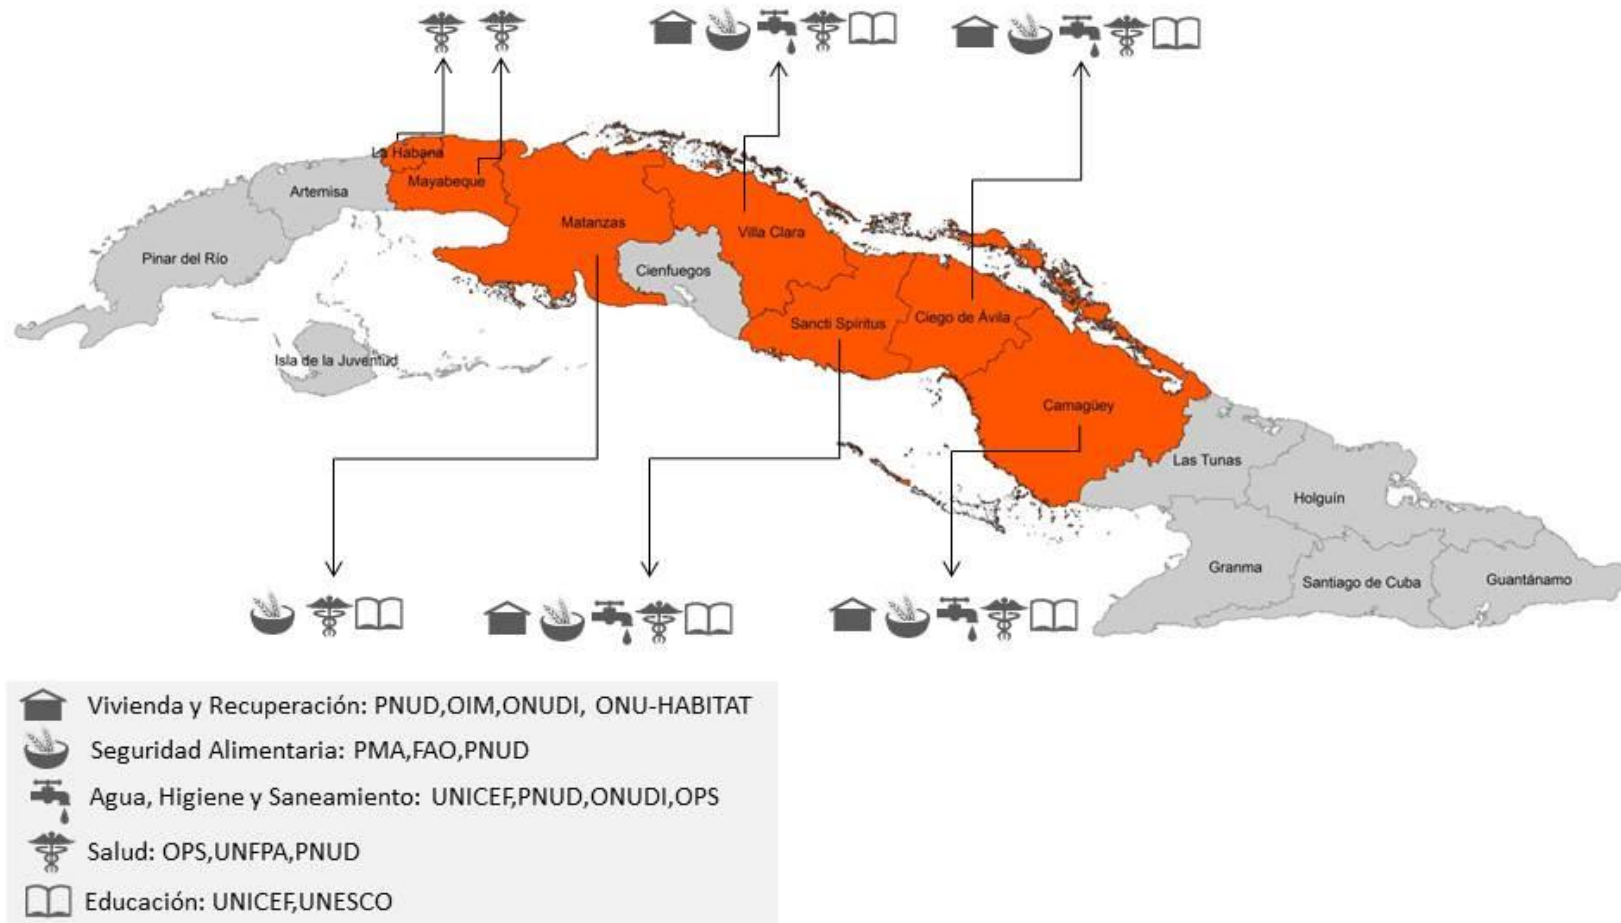 La Habana
Mayabeque
Artemisa
Matanzas
Villa Clara
Pinar del Río
Cienfuegos
Sancti Spíritus
Ciego de Ávila
Isla de la Juventud
Camagüey
Las Tunas
Holguín
Granma
Santiago de Cuba
Guantánamo
Vivienda y Recuperación: PNUD,OIM,ONUDI, ONU-HABITAT
Seguridad Alimentaria: PMA,FAO,PNUD
Agua, Higiene y Saneamiento: UNICEF,PNUD,ONUDI,OPS
Salud: OPS,UNFPA,PNUD
Educación: UNICEF,UNESCO